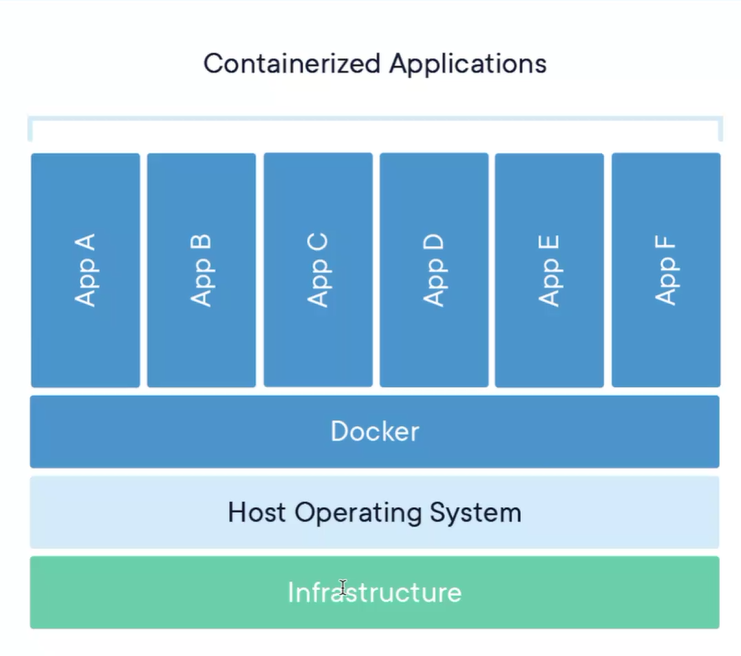 Containerized Applications
App A
App B
App C
App D
App E
App F
Docker
Host Operating System
Infrastructure